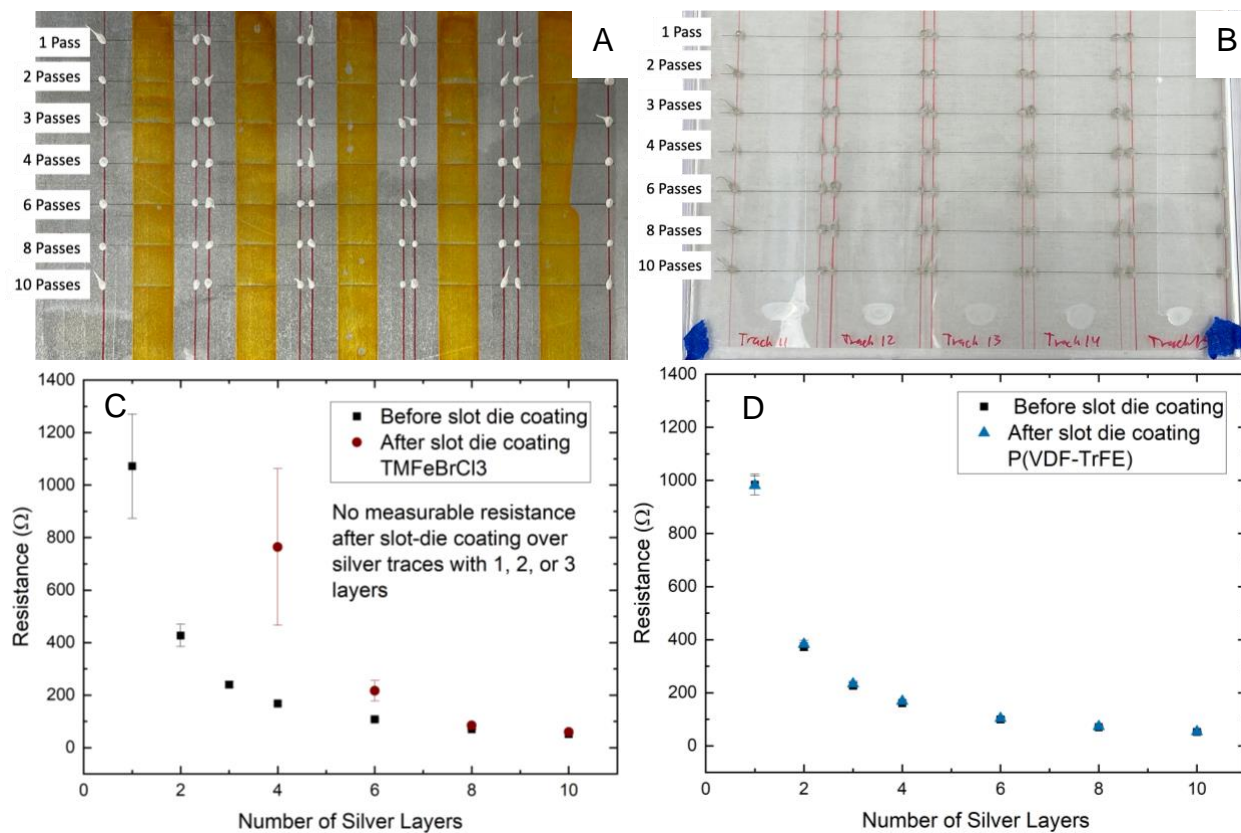 A
1 Pass
2 Passes
3 Passes
4 Passes
6 Passes
8 Passes
10 Passes
B
1 Pass
2 Passes
3 Passes
4 Passes
6 Passes
8 Passes
10 Passes
Track 11
Track 12
Track 13
Track 14
C
1400
1200
1000
800
600
400
200
0
Resistance (Ω)
Before slot die coating
After slot die coating
TMFeBrCl3
No measurable resistance
after slot-die coating over
silver traces with 1, 2, or 3
layers
0
2
4
6
8
10
Number of Silver Layers
D
1400
1200
1000
800
600
400
200
0
Resistance (Ω)
Before slot die coating
After slot die coating
P(VDF-TrFE)
0
2
4
6
8
10
Number of Silver Layers